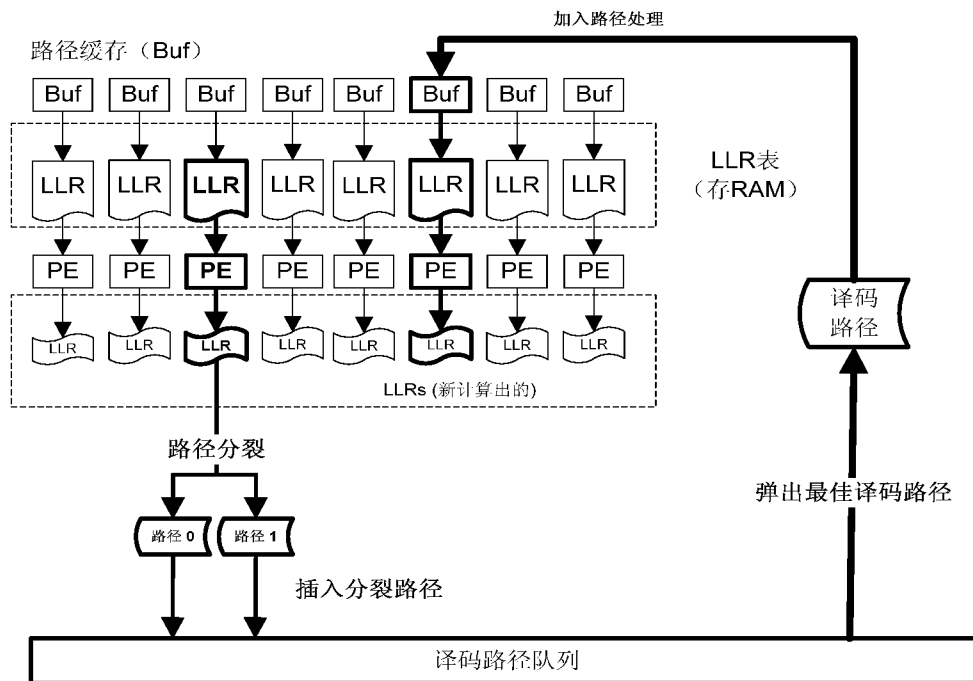 加入路径处理
路径缓存（Buf）
Buf Buf Buf Buf Buf Buf Buf Buf
LLR LLR LLR LLR LLR LLR LLR LLR
LLR表
（存RAM）
PE PE PE PE PE PE PE PE
译码
路径
LLR LLR LLR LLR LLR LLR LLR LLR
LLRs (新计算出的)
路径分裂
弹出最佳译码路径
路径 0 路径 1
插入分裂路径
译码路径队列